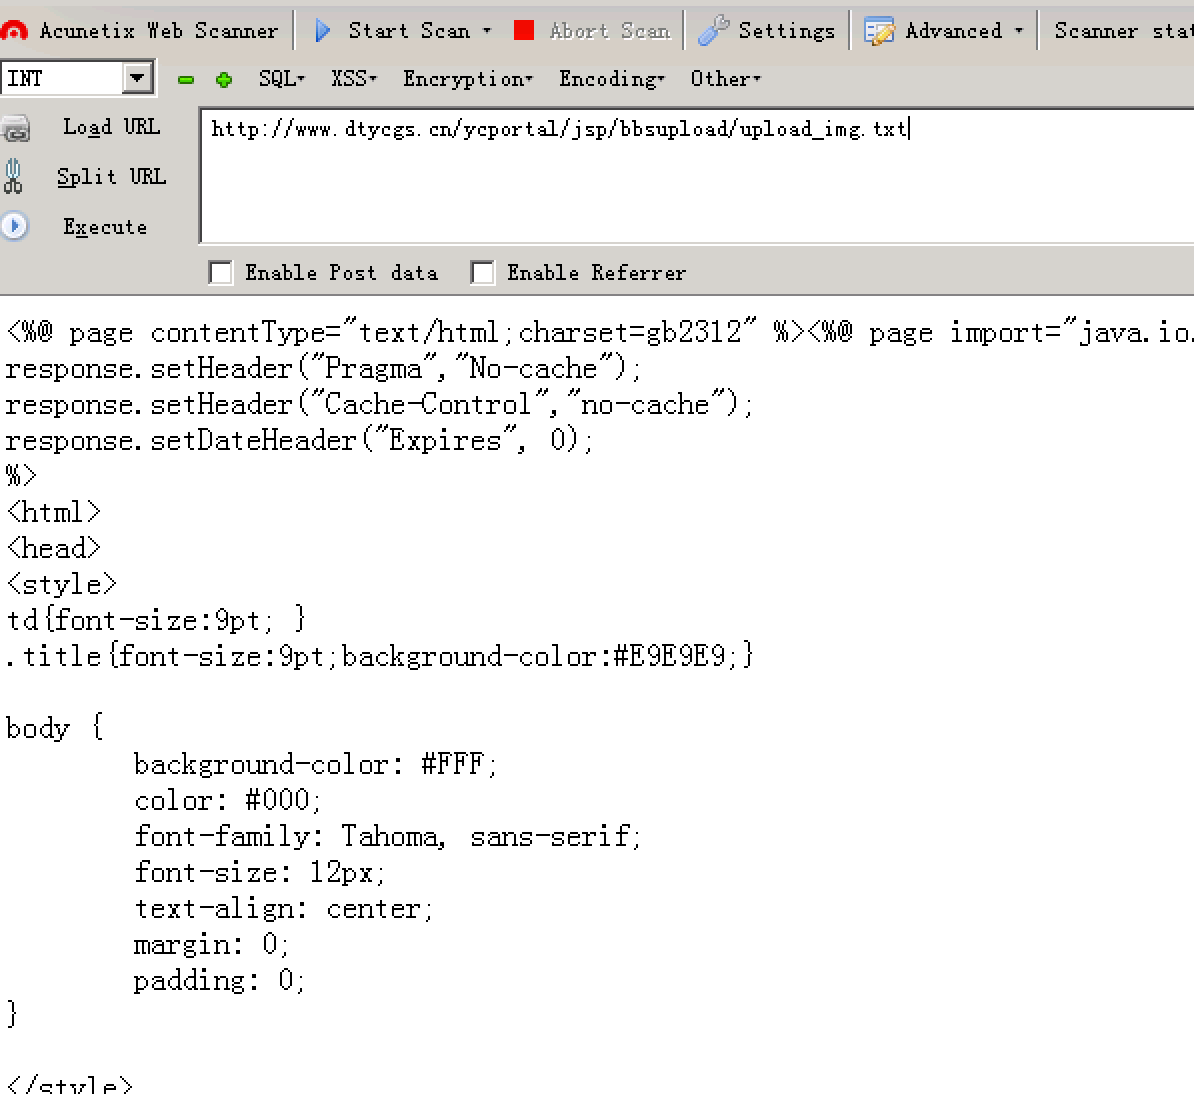 Acunetix Web Scanner Start Scan Abort Scan Settings Advanced Scanner
INT SQL XSS Encryption Encoding Other
Load URL
http://www.dtycgs.cn/ycportal/jsp/bbsupload/upload_img.txt
Split URL
Execute
Enable Post data Enable Referrer
<%@ page contentType="text/html;charset=gb2312" %><%@ page import="java.io.
response.setHeader("Pragma","No-cache");
response.setHeader("Cache-Control","no-cache");
response.setDateHeader("Expires", 0);
%>
<html>
<head>
<style>
td{font-size:9pt; }
.title{font-size:9pt;background-color:#E9E9E9;}
body {
background-color: #FFF;
color: #000;
font-family: Tahoma, sans-serif;
font-size: 12px;
text-align: center;
margin: 0;
padding: 0;
}
</style>